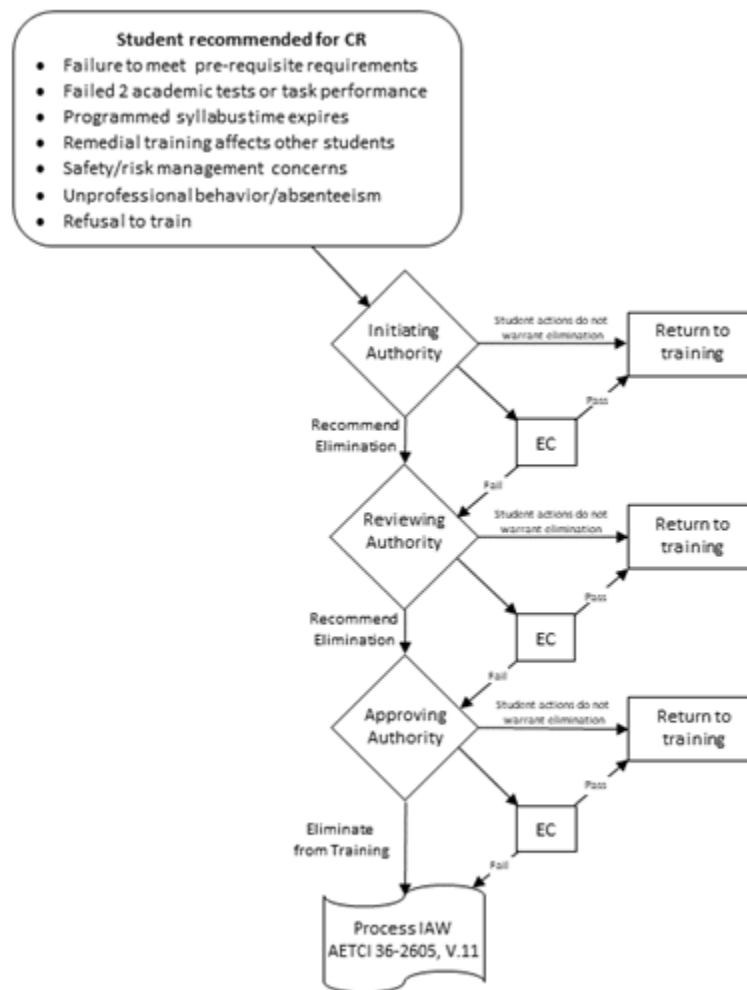 Student recommended for CR
• Failure to meet pre-requisite requirements
• Failed 2 academic tests or task performance
• Programmed syllabus time expires
• Remedial training affects other students
• Safety/risk management concerns
• Unprofessional behavior/absenteeism
• Refusal to train
Initiating
Authority
Student actions do not
warrant elimination
Return to
training
Pass
EC
Recommend
Elimination
Fail
Reviewing
Authority
Student actions do not
warrant elimination
Return to
training
Pass
EC
Recommend
Elimination
Fail
Approving
Authority
Student actions do not
warrant elimination
Return to
training
Pass
EC
Eliminate
from Training
Fail
Process IAW
AETCI 36-2605, V.11